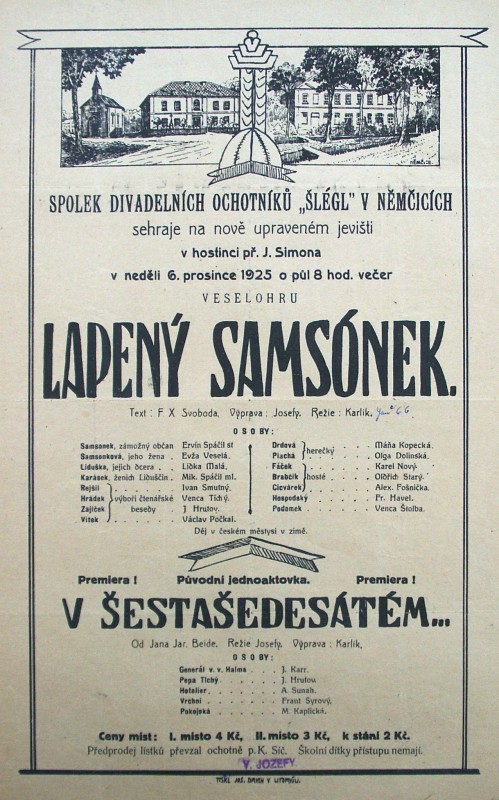 NĚMČICE.
SPOLEK DIVADELNÍCH OCHOTNÍKŮ „ŠLÉGL" V NĚMČICÍCH
sehraje na nově upraveném jevišti
v hostinci př. J. Simona
v neděli 6. prosince 1925 o půl 8 hod. večer
VESELOHRU
LAPENÝ SAMSÓNEK.
Text: F X Svoboda, Výprava: Josefy. Režie: Karlík.
OSOBY:
Samsonek, zámožný občan Ervín Spáčil st
Samsonková, jeho žena . Evža Veselá.
Liduška, jejich dcera . . Lidka Malá.
Karásek, ženich Liduščin . Mik. Spáčil ml.
Rejšil . . . . . Ivan Smutný.
Hrádek výboři čtenářské Venca Tichý.
Zajíček besedy J Hrutov.
Vítek . . . . . Václav Počkal.
Drdová herečky . . Máňa Kopecká.
Plachá . . Olga Dolinská.
Fáček . . Karel Nový.
Brabčík hosté . . Oldřich Starý.
Cicvárek . . Alex. Fošnička.
Hospodský . . . . Fr. Havel.
Podomek . . . . Venca Štolba.
Děj v českém městysi v zimě.
Premiera! Původní jednoaktovka. Premiera!
V ŠESTAŠEDESÁTÉM...
Od Jana Jar. Beide. Režie Josefy. Výprava: Karlík.
OSOBY:
Generál v. v. Halma . . J. Karr.
Pepa Tichý . . . . J. Hrutov.
Hotelier . . . . . A. Sunah.
Vrchní . . . . . Frant Syrový.
Pokojská . . . . . M. Kaplická.
Ceny míst: I. místo 4 Kč, II. místo 3 Kč, k stání 2 Kč.
Předprodej lístků převzal ochotně p. K. Síč. Školní dítky přístupu nemají.
V. JOZEFY.